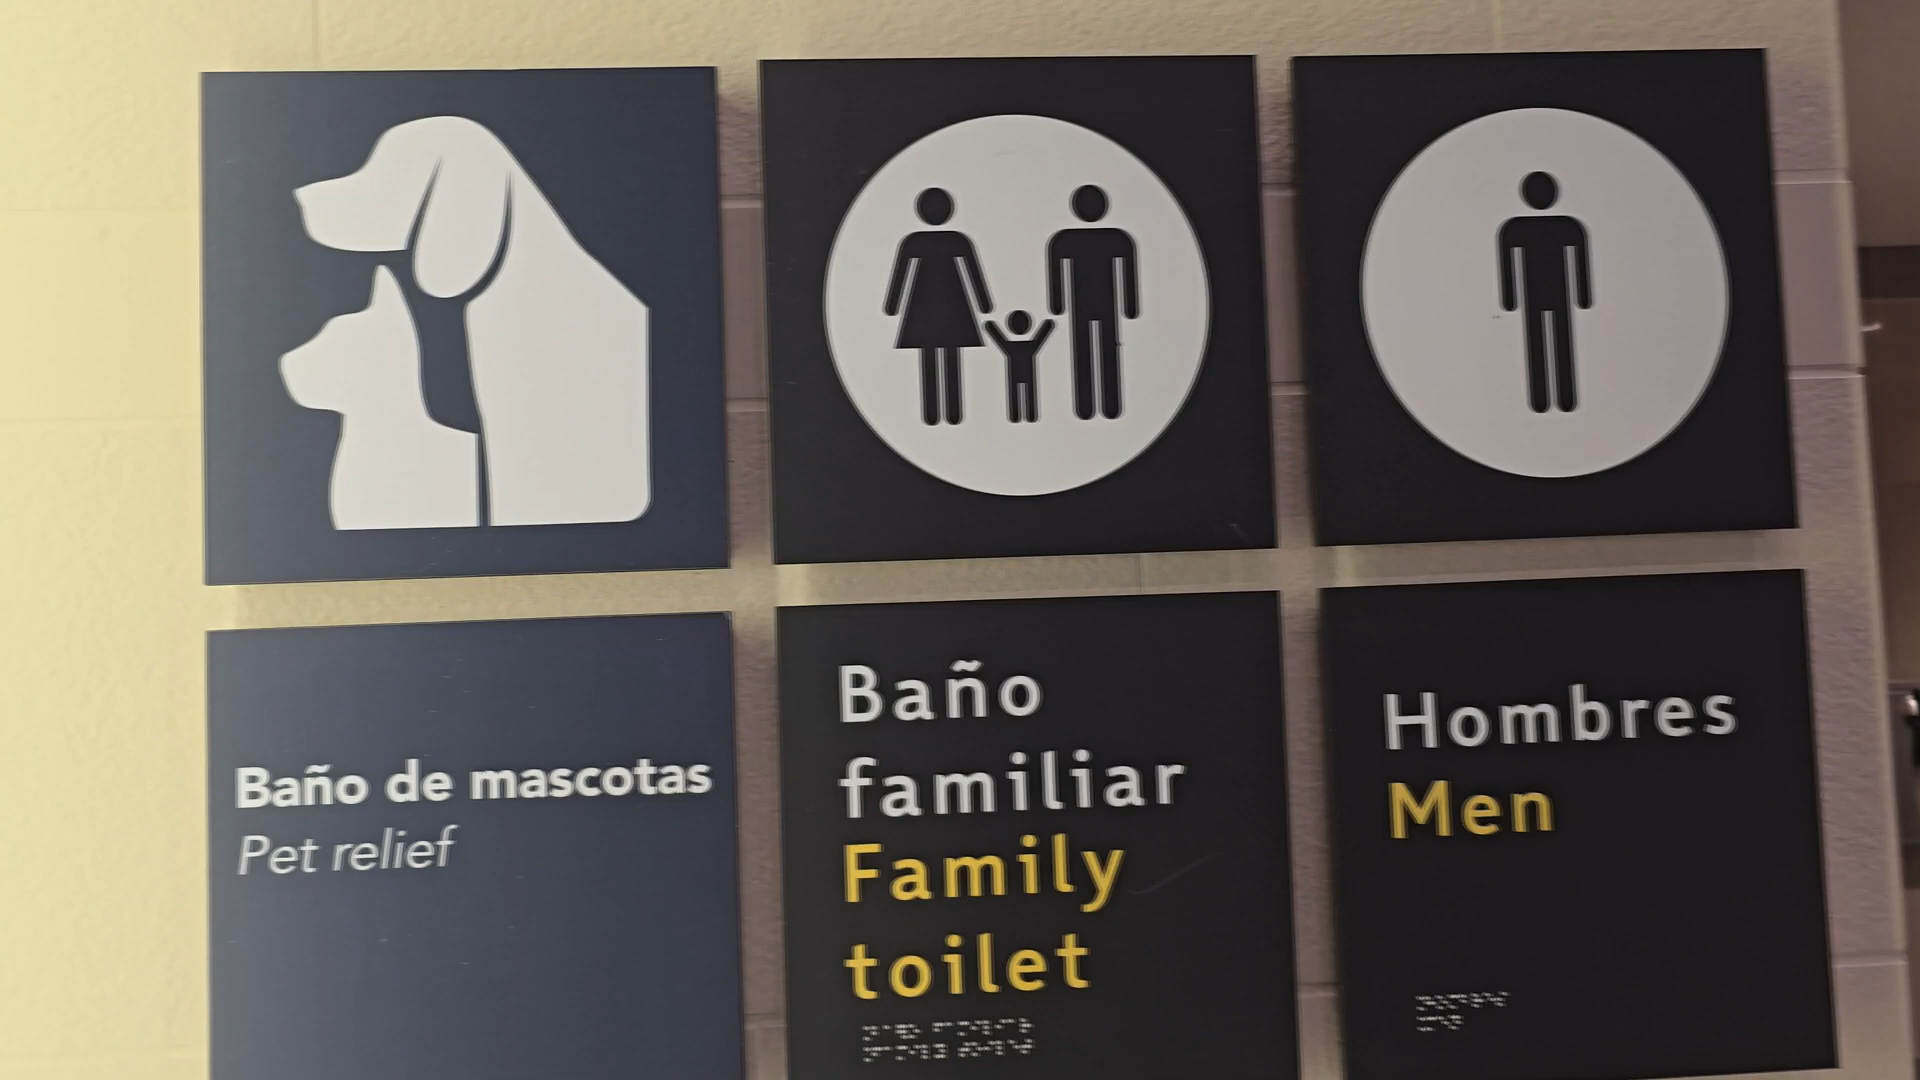 Baño de mascotas
Pet relief
Baño
familiar
Family
toilet
Hombres
Men